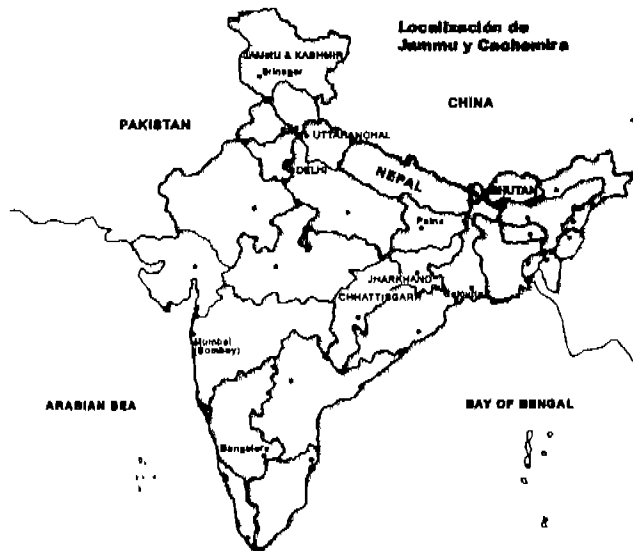 Localización de
Jammu y Cachemira
JAMMU & KASHMIR
Srinagar
CHINA
PAKISTAN
UTTARANCHAL
DELHI
NEPAL
BHUTAN
Patna
JHARKHAND
CHHATTISGARH
Mumbai
(Bombay)
ARABIAN SEA
BAY OF BENGAL
Bangalore